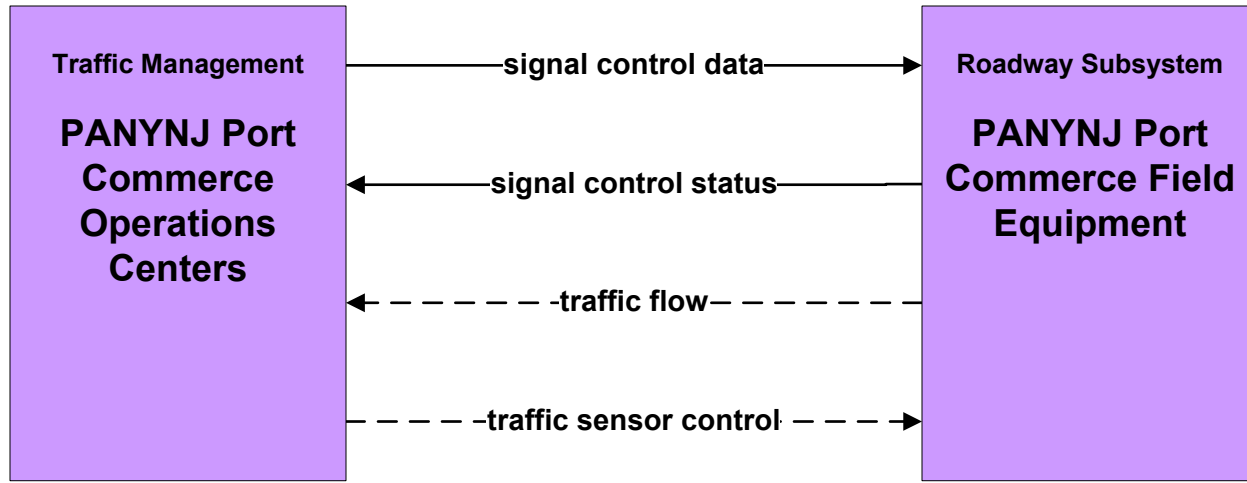 Traffic Management
PANYNJ Port
Commerce
Operations
Centers
signal control data
signal control status
traffic flow
traffic sensor control
Roadway Subsystem
PANYNJ Port
Commerce Field
Equipment